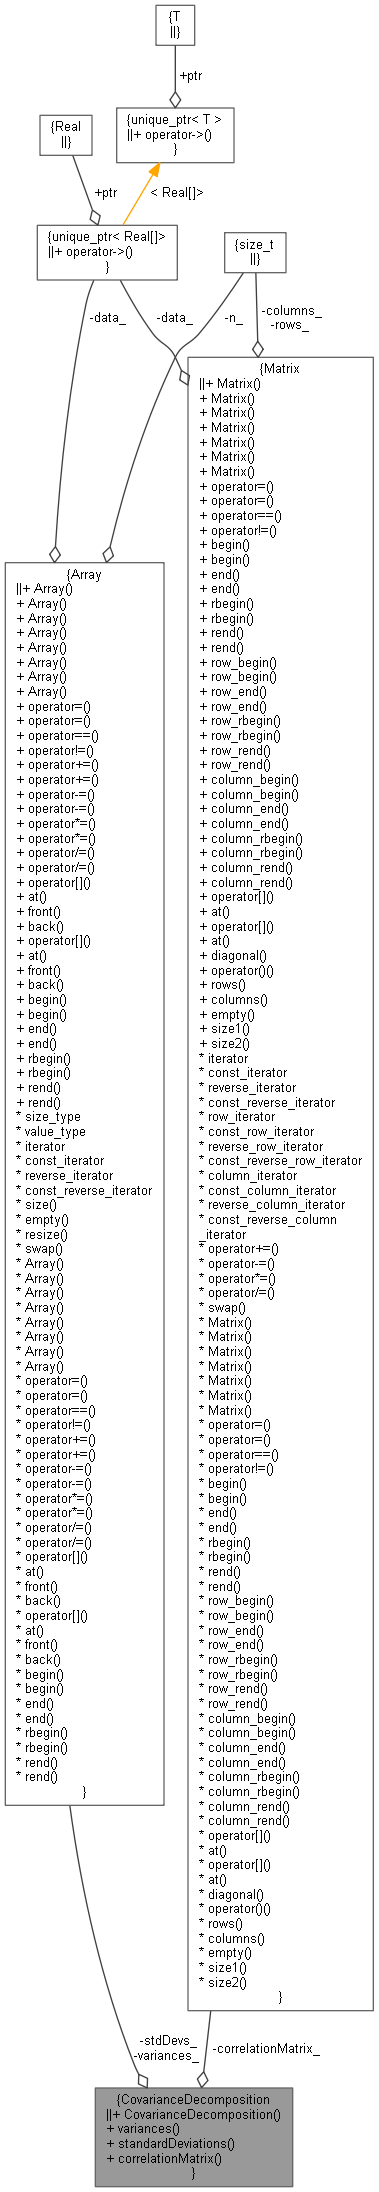 {T
||}
+ptr
{Real
||}
{unique_ptr< T >
||+ operator->()
}
+ptr
< Real[]>
{unique_ptr< Real[]>
||+ operator->()
}
{size_t
||}
-data_
-data_
-n_
-columns_
-rows_
{Matrix
||+ Matrix()
+ Matrix()
+ Matrix()
+ Matrix()
+ Matrix()
+ Matrix()
+ Matrix()
+ operator=()
+ operator=()
+ operator==()
+ operator!=()
+ begin()
+ begin()
+ end()
+ end()
+ rbegin()
+ rbegin()
+ rend()
+ rend()
+ row_begin()
+ row_begin()
+ row_end()
+ row_end()
+ row_rbegin()
+ row_rbegin()
+ row_rend()
+ row_rend()
+ column_begin()
+ column_begin()
+ column_end()
+ column_end()
+ column_rbegin()
+ column_rbegin()
+ column_rend()
+ column_rend()
+ operator[]()
+ at()
+ operator[]()
+ at()
+ diagonal()
+ operator()()
+ rows()
+ columns()
+ empty()
+ size1()
+ size2()
* iterator
* const_iterator
* reverse_iterator
* const_reverse_iterator
* row_iterator
* const_row_iterator
* reverse_row_iterator
* const_reverse_row_iterator
* column_iterator
* const_column_iterator
* reverse_column_iterator
* const_reverse_column
_iterator
* operator+=()
* operator-=()
* operator*=()
* operator/=()
* swap()
* Matrix()
* Matrix()
* Matrix()
* Matrix()
* Matrix()
* Matrix()
* Matrix()
* operator=()
* operator=()
* operator==()
* operator!=()
* begin()
* begin()
* end()
* end()
* rbegin()
* rbegin()
* rend()
* rend()
* row_begin()
* row_begin()
* row_end()
* row_end()
* row_rbegin()
* row_rbegin()
* row_rend()
* row_rend()
* column_begin()
* column_begin()
* column_end()
* column_end()
* column_rbegin()
* column_rbegin()
* column_rend()
* column_rend()
* operator[]()
* at()
* operator[]()
* at()
* diagonal()
* operator()()
* rows()
* columns()
* empty()
* size1()
* size2()
}
{Array
||+ Array()
+ Array()
+ Array()
+ Array()
+ Array()
+ Array()
+ Array()
+ Array()
+ operator=()
+ operator=()
+ operator==()
+ operator!=()
+ operator+=()
+ operator+=()
+ operator-=()
+ operator-=()
+ operator*=()
+ operator*=()
+ operator/=()
+ operator/=()
+ operator[]()
+ at()
+ front()
+ back()
+ operator[]()
+ at()
+ front()
+ back()
+ begin()
+ begin()
+ end()
+ end()
+ rbegin()
+ rbegin()
+ rend()
+ rend()
* size_type
* value_type
* iterator
* const_iterator
* reverse_iterator
* const_reverse_iterator
* size()
* empty()
* resize()
* swap()
* Array()
* Array()
* Array()
* Array()
* Array()
* Array()
* Array()
* Array()
* operator=()
* operator=()
* operator==()
* operator!=()
* operator+=()
* operator+=()
* operator-=()
* operator-=()
* operator*=()
* operator*=()
* operator/=()
* operator/=()
* operator[]()
* at()
* front()
* back()
* operator[]()
* at()
* front()
* back()
* begin()
* begin()
* end()
* end()
* rbegin()
* rbegin()
* rend()
* rend()
}
-stdDevs_
-variances_
-correlationMatrix_
{CovarianceDecomposition
||+ CovarianceDecomposition()
+ variances()
+ standardDeviations()
+ correlationMatrix()
}